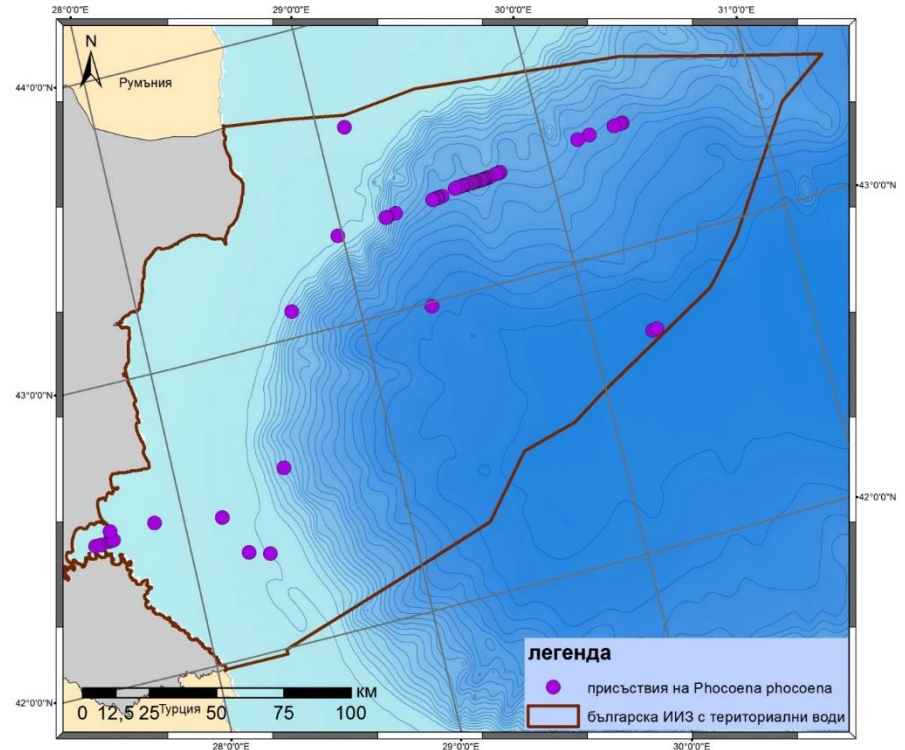 28°0'0"E 29°0'0"E 30°0'0"E 31°0'0"E
N
Румъния
44°0'0"N
43°0'0"N
43°0'0"N
42°0'0"N
42°0'0"N
легенда
присъствия на Phocoena phocoena
българска ИИЗ с териториални води
КМ
0 12,5 25 50 75 100
Турция
28°0'0"E 29°0'0"E 30°0'0"E